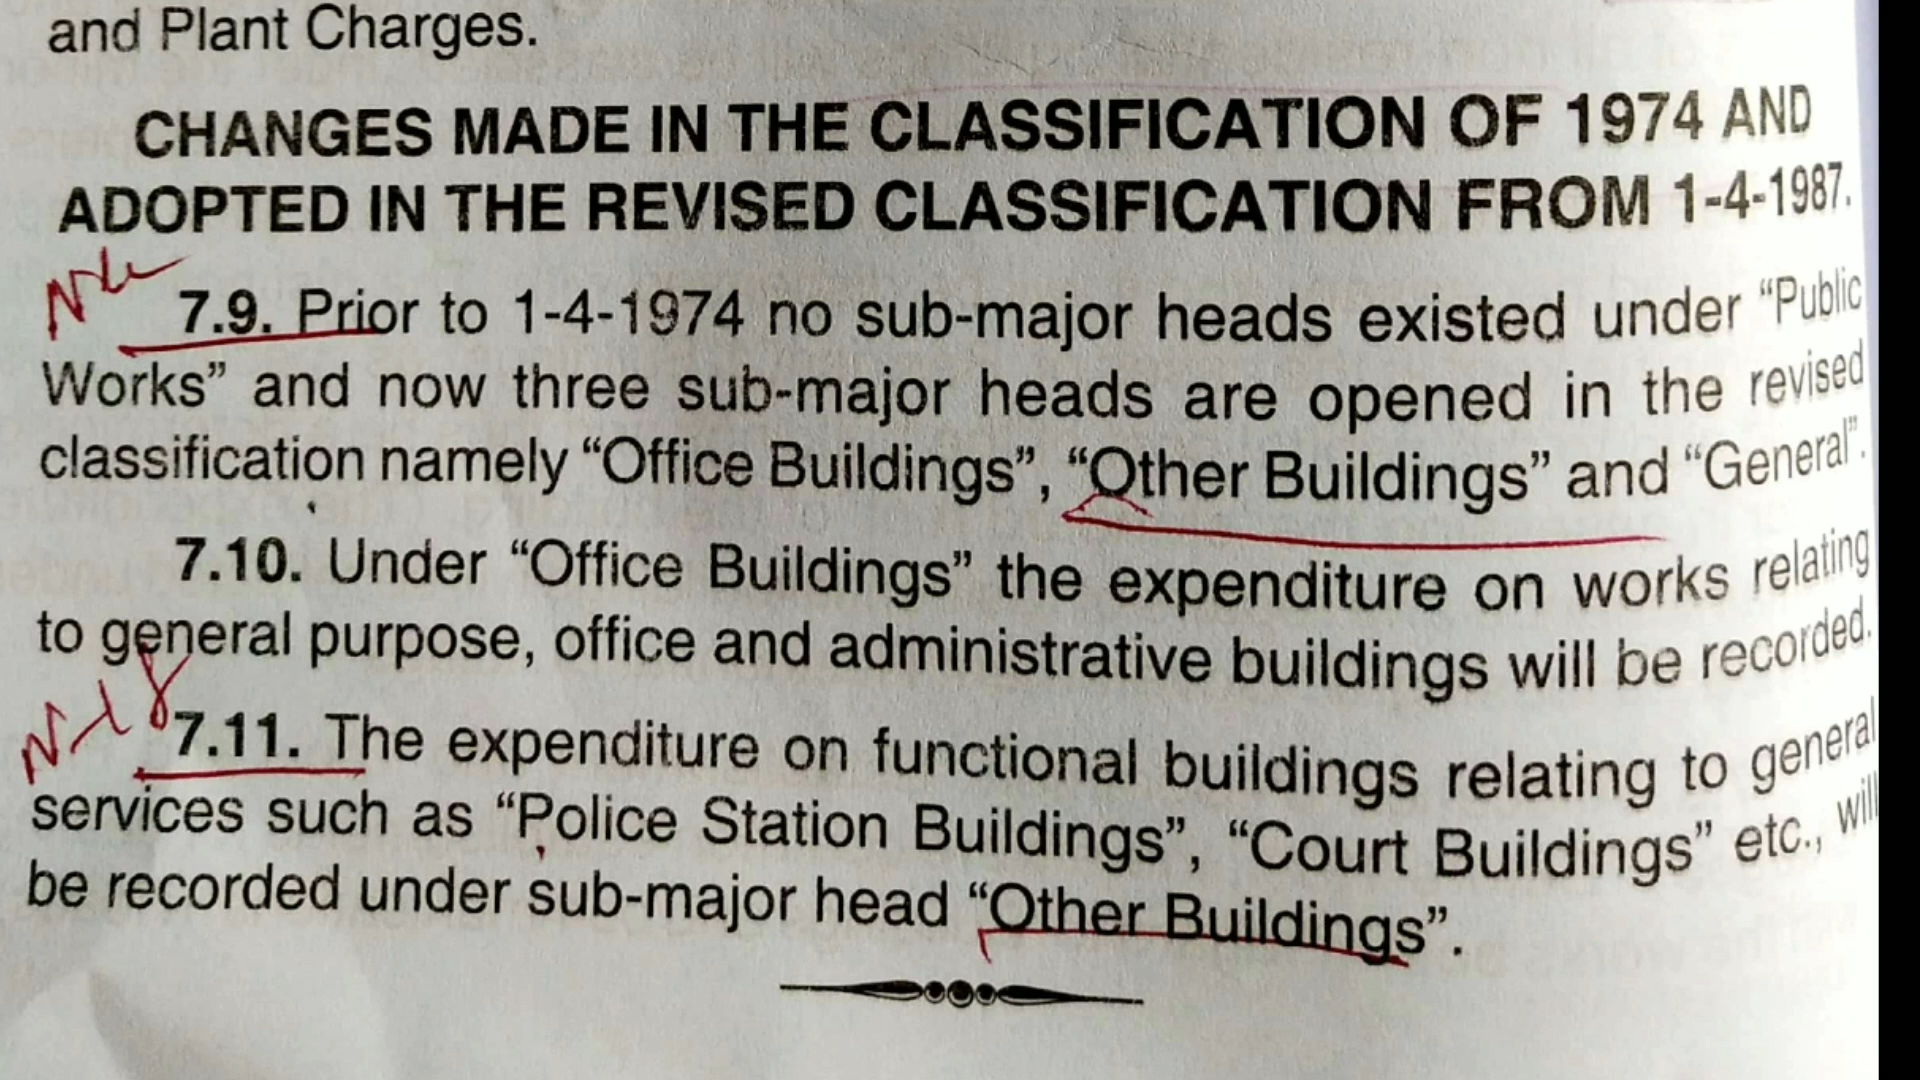 and Plant Charges.
CHANGES MADE IN THE CLASSIFICATION OF 1974 AND
ADOPTED IN THE REVISED CLASSIFICATION FROM 1-4-1987.
7.9. Prior to 1-4-1974 no sub-major heads existed under “Public
Works” and now three sub-major heads are opened in the revised
classification namely “Office Buildings”, “Other Buildings” and “General”.
7.10. Under “Office Buildings” the expenditure on works relating
to general purpose, office and administrative buildings will be recorded.
7.11. The expenditure on functional buildings relating to general
services such as “Police Station Buildings”, “Court Buildings” etc., will
be recorded under sub-major head “Other Buildings”.